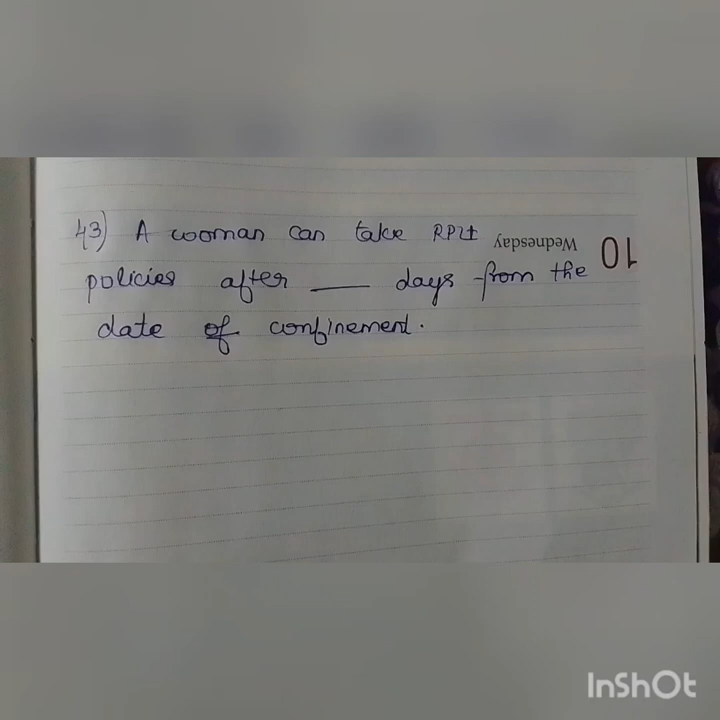 43) A woman can take RPLI
policies after ___ days from the
date of confinement.
Wednesday 10
InShOt